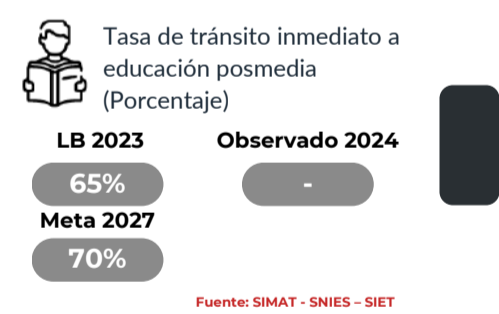 Tasa de tránsito inmediato a
educación posmedia
(Porcentaje)
LB 2023
Observado 2024
65%
-
Meta 2027
70%
Fuente: SIMAT - SNIES – SIET